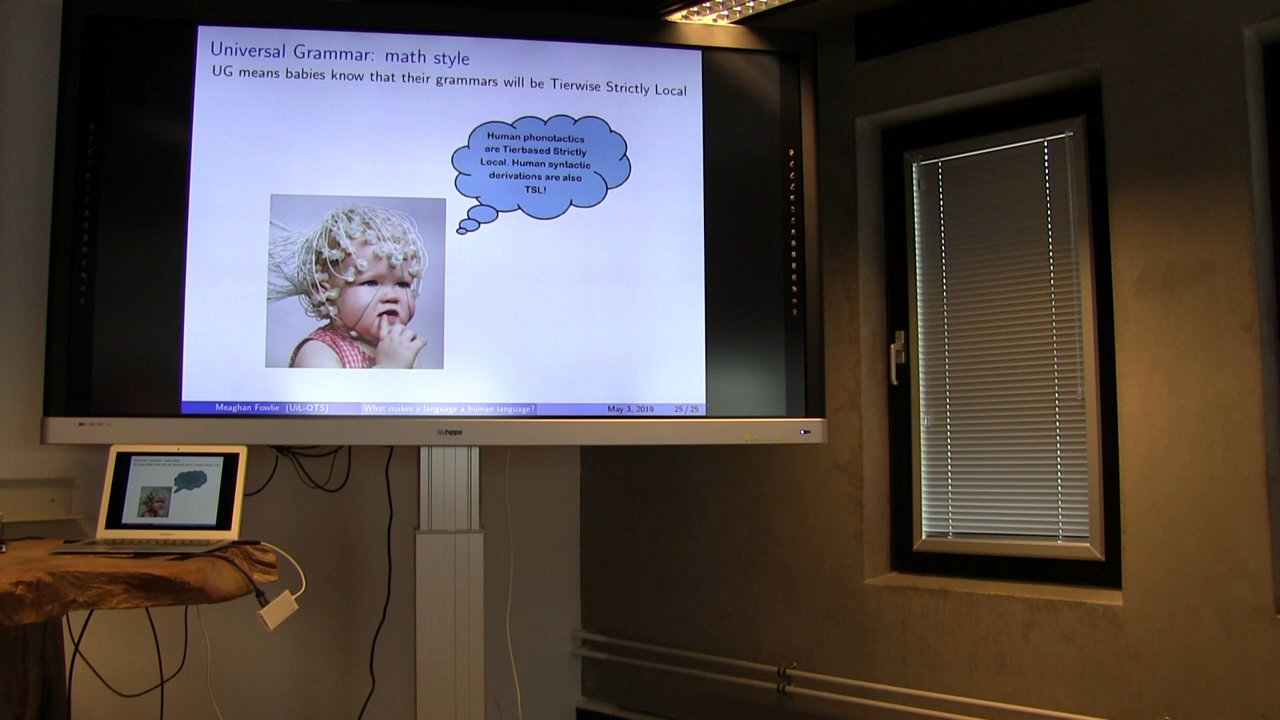 Universal Grammar: math style
UG means babies know that their grammars will be Tierwise Strictly Local
Human phonotactics
are Tierbased Strictly
Local. Human syntactic
derivations are also
TSL!
Meaghan Fowlie (UiL-OTS)
What makes a language a human language?
May 3, 2019
25 / 25
hippo